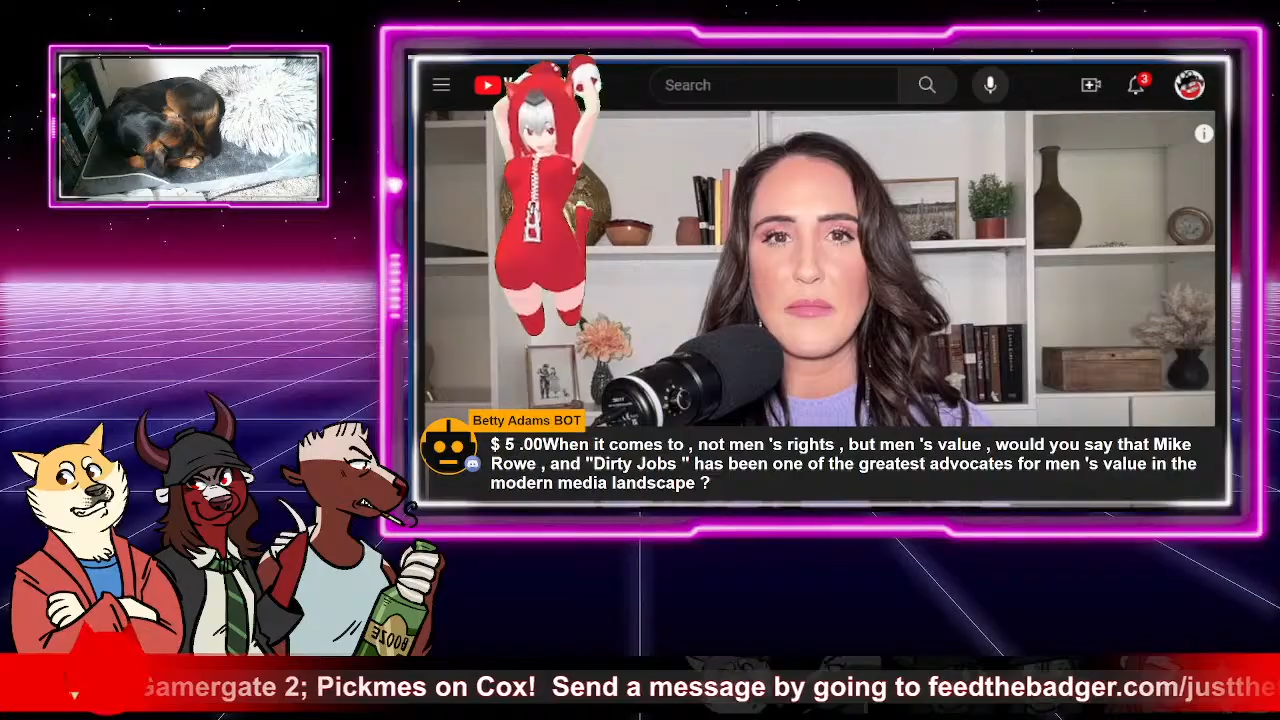 Search
3
Betty Adams BOT
$ 5 .00When it comes to , not men 's rights , but men 's value , would you say that Mike
Rowe , and "Dirty Jobs " has been one of the greatest advocates for men 's value in the
modern media landscape ?
BOOZE
Gamergate 2; Pickmes on Cox! Send a message by going to feedthebadger.com/justthe